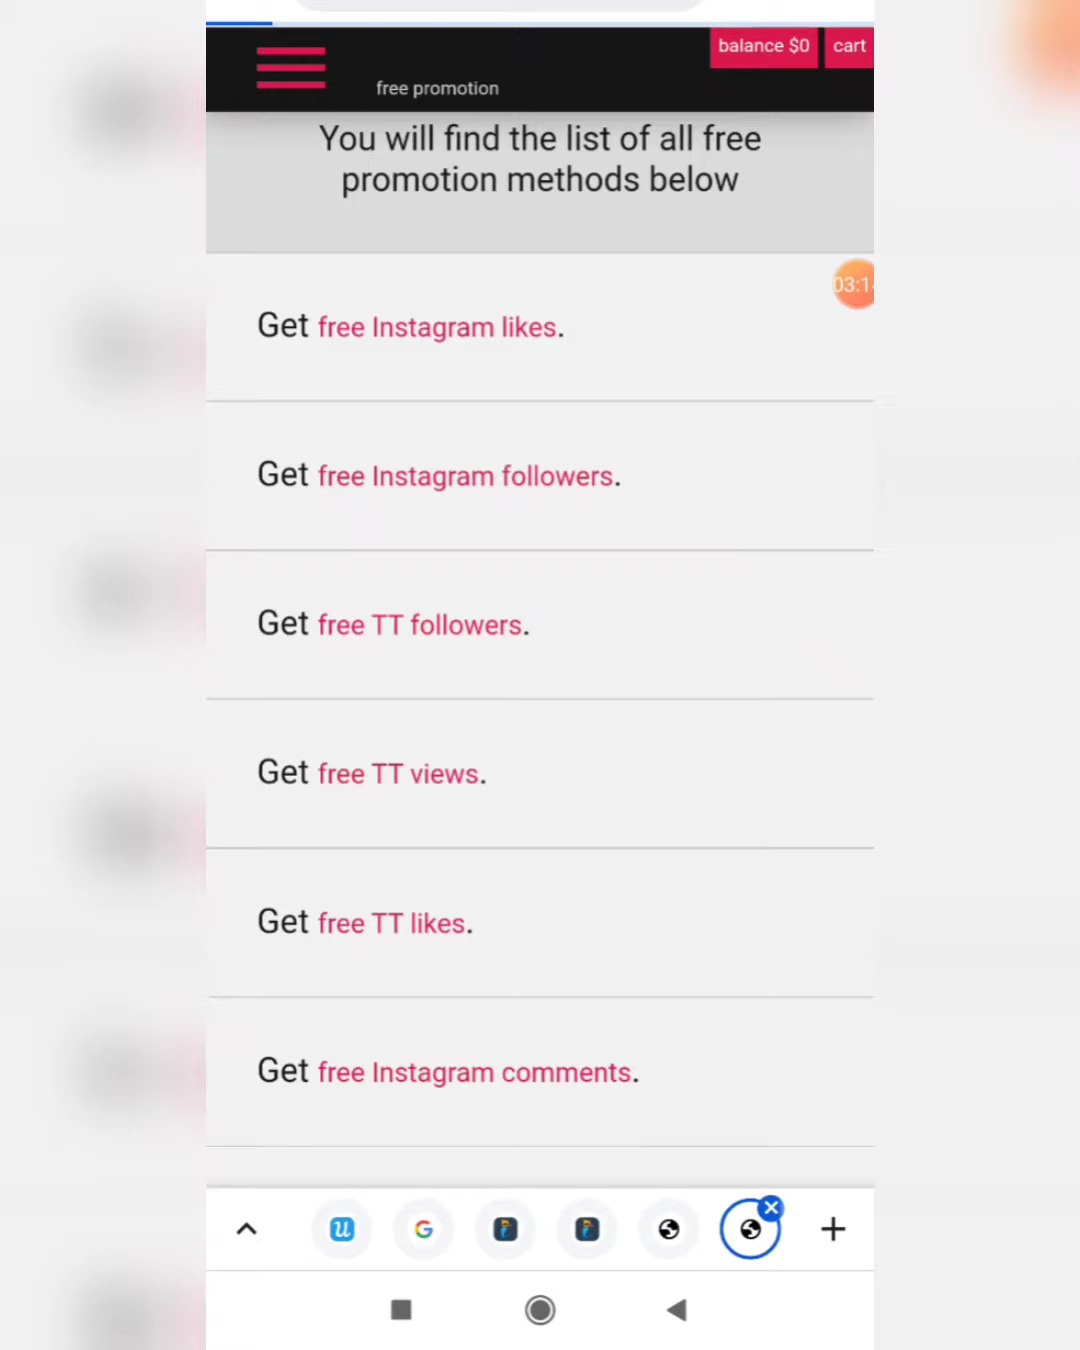 balance $0 cart
free promotion
You will find the list of all free
promotion methods below
Get free Instagram likes.
Get free Instagram followers.
Get free TT followers.
Get free TT views.
Get free TT likes.
Get free Instagram comments.